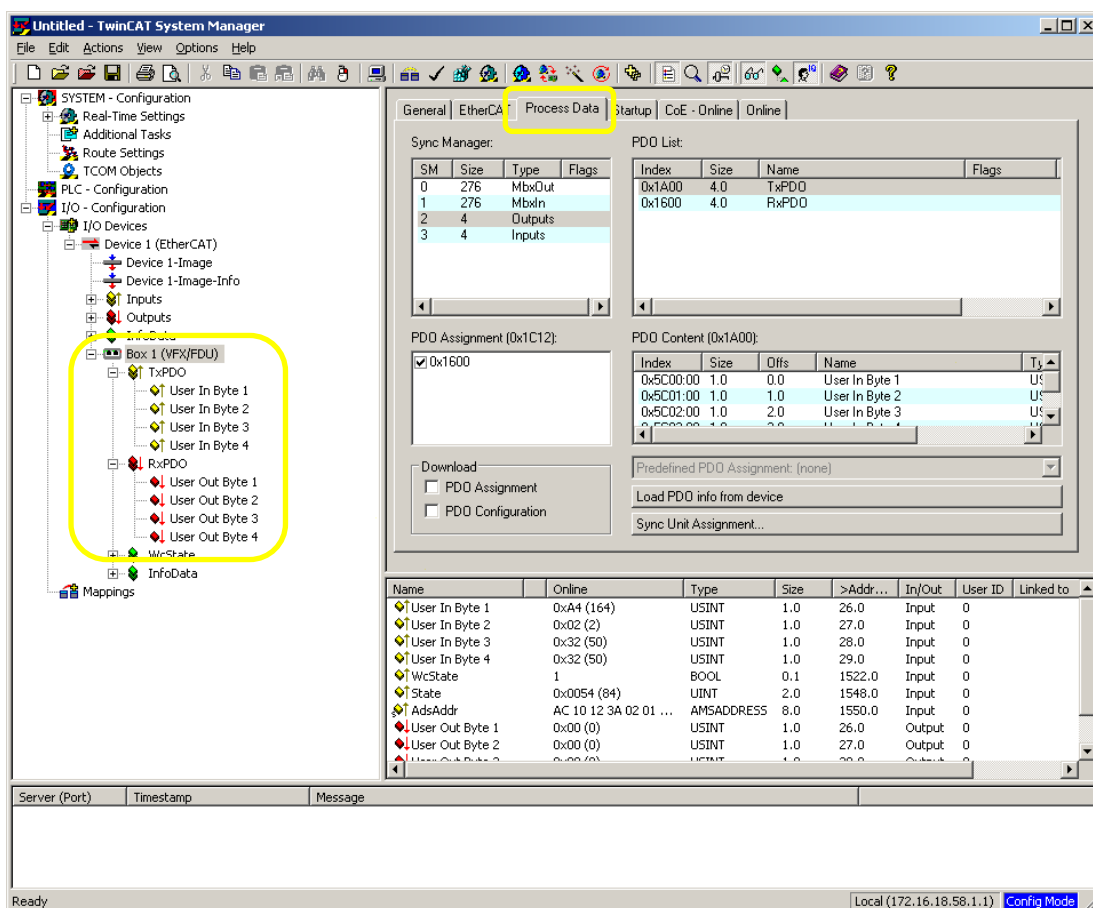 Untitled - TwinCAT System Manager
File Edit Actions View Options Help
SYSTEM - Configuration
Real-Time Settings
Additional Tasks
Route Settings
TCOM Objects
PLC - Configuration
I/O - Configuration
I/O Devices
Device 1 (EtherCAT)
Device 1-Image
Device 1-Image-Info
Inputs
Outputs
InfoData
Box 1 (VFX/FDU)
TxPDO
User In Byte 1
User In Byte 2
User In Byte 3
User In Byte 4
RxPDO
User Out Byte 1
User Out Byte 2
User Out Byte 3
User Out Byte 4
WcState
InfoData
Mappings
General EtherCAT Process Data Startup CoE - Online Online
Sync Manager:
SM Size Type Flags
0 276 MbxOut
1 276 MbxIn
2 4 Outputs
3 4 Inputs
PDO List:
Index Size Name Flags
0x1A00 4.0 TxPDO
0x1600 4.0 RxPDO
PDO Assignment (0x1C12):
0x1600
PDO Content (0x1A00):
Index Size Offs Name Ty
0x5C00:00 1.0 0.0 User In Byte 1 US
0x5C01:00 1.0 1.0 User In Byte 2 US
0x5C02:00 1.0 2.0 User In Byte 3 US
Download
PDO Assignment
PDO Configuration
Predefined PDO Assignment: (none)
Load PDO info from device
Sync Unit Assignment...
Name Online Type Size >Addr... In/Out User ID Linked to
User In Byte 1 0xA4 (164) USINT 1.0 26.0 Input 0
User In Byte 2 0x02 (2) USINT 1.0 27.0 Input 0
User In Byte 3 0x32 (50) USINT 1.0 28.0 Input 0
User In Byte 4 0x32 (50) USINT 1.0 29.0 Input 0
WcState 1 BOOL 0.1 1522.0 Input 0
State 0x0054 (84) UINT 2.0 1548.0 Input 0
AdsAddr AC 10 12 3A 02 01 ... AMSADDRESS 8.0 1550.0 Input 0
User Out Byte 1 0x00 (0) USINT 1.0 26.0 Output 0
User Out Byte 2 0x00 (0) USINT 1.0 27.0 Output 0
Server (Port) Timestamp Message
Ready
Local (172.16.18.58.1.1) Config Mode